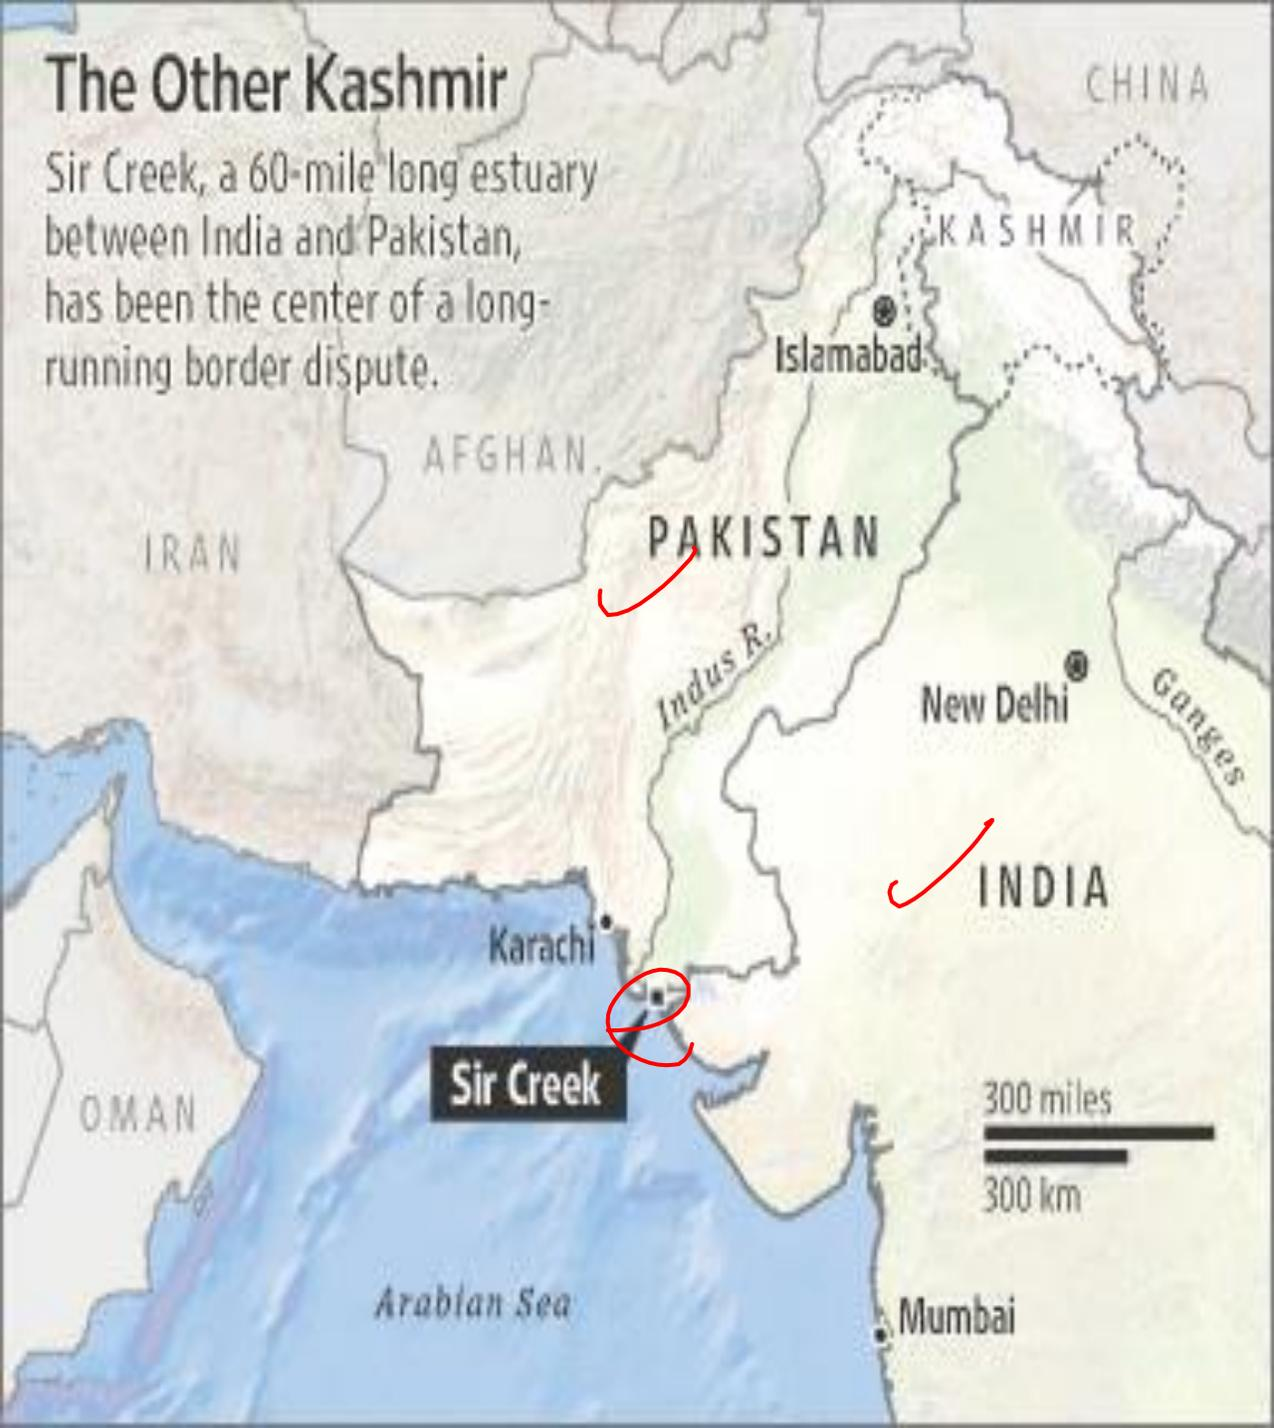 The Other Kashmir
Sir Creek, a 60-mile long estuary
between India and Pakistan,
has been the center of a long-
running border dispute.
CHINA
KASHMIR
Islamabad
AFGHAN.
IRAN
PAKISTAN
Indus R.
New Delhi
Ganges
INDIA
Karachi
Sir Creek
OMAN
300 miles
300 km
Arabian Sea
Mumbai